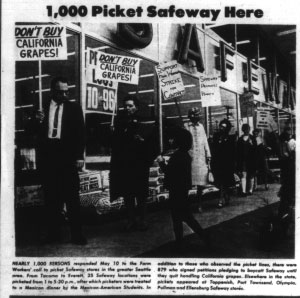 1,000 Picket Safeway Here
DON'T BUY
CALIFORNIA
GRAPES!
DON'T BUY
CALIFORNIA
GRAPES!
10-96
NEARLY 1,000 PERSONS responded May 10 to the Farm
Workers' call to picket Safeway stores in the greater Seattle
area. From Tacoma to Everett, 25 Safeway locations were
picketed from 1 to 5:30 p.m., after which picketers were treated
to a Mexican dinner by the Mexican-American Students. In
addition to those who observed the picket lines, there were
879 who signed petitions pledging to boycott Safeway until
they quit handling California grapes. Elsewhere in the state,
pickets appeared at Toppenish, Port Townsend, Olympia,
Pullman and Ellensburg Safeway stores.